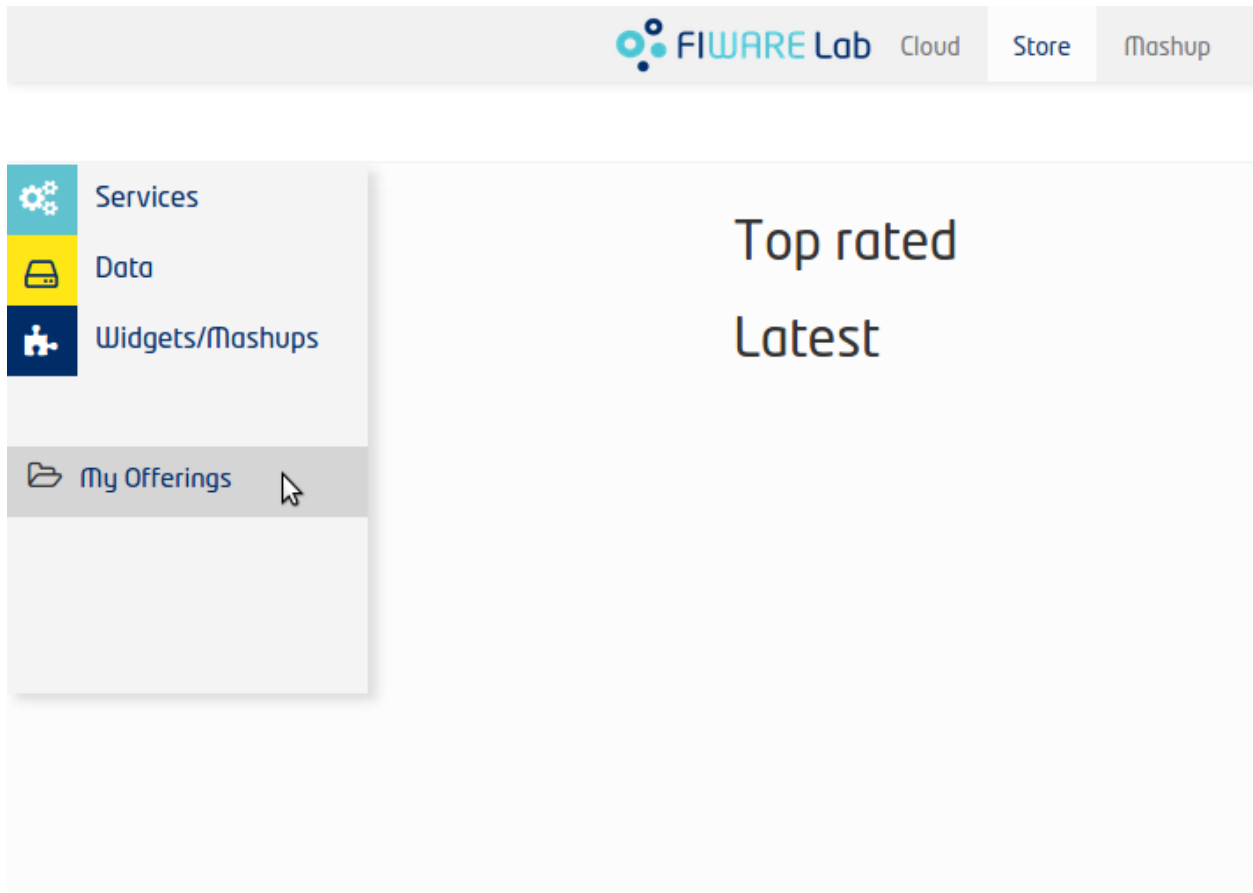 FIWARE Lab Cloud Store Mashup
Services
Data
Widgets/Mashups
My Offerings
Top rated
Latest